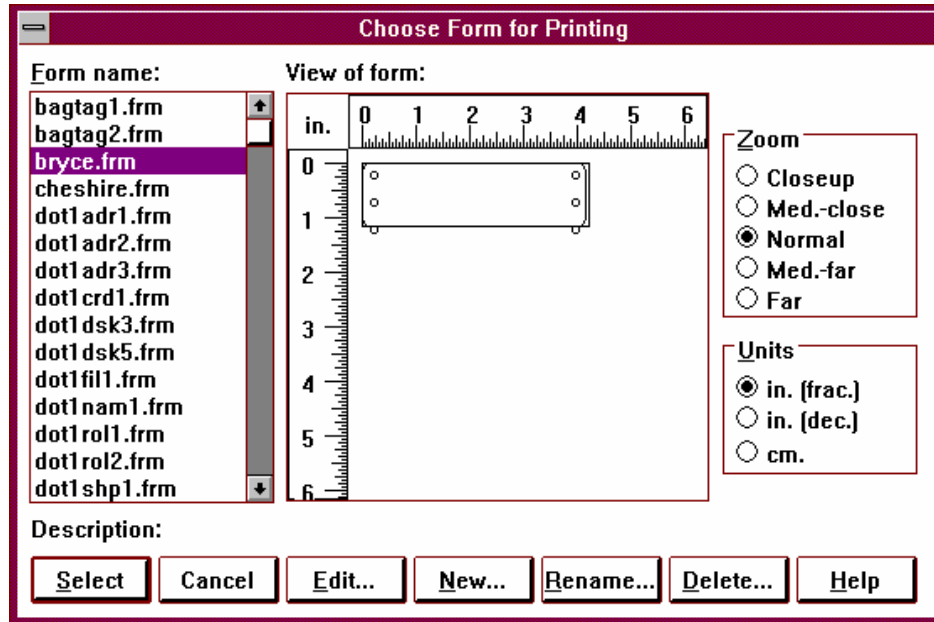 Choose Form for Printing
Form name:
bagtag1.frm
bagtag2.frm
bryce.frm
cheshire.frm
dot1adr1.frm
dot1adr2.frm
dot1adr3.frm
dot1crd1.frm
dot1dsk3.frm
dot1dsk5.frm
dot1fil1.frm
dot1nam1.frm
dot1rol1.frm
dot1rol2.frm
dot1shp1.frm
View of form:
in. 0 1 2 3 4 5 6
0
1
2
3
4
5
6
Zoom
Closeup
Med.-close
Normal
Med.-far
Far
Units
in. (frac.)
in. (dec.)
cm.
Description:
Select Cancel Edit... New... Rename... Delete... Help